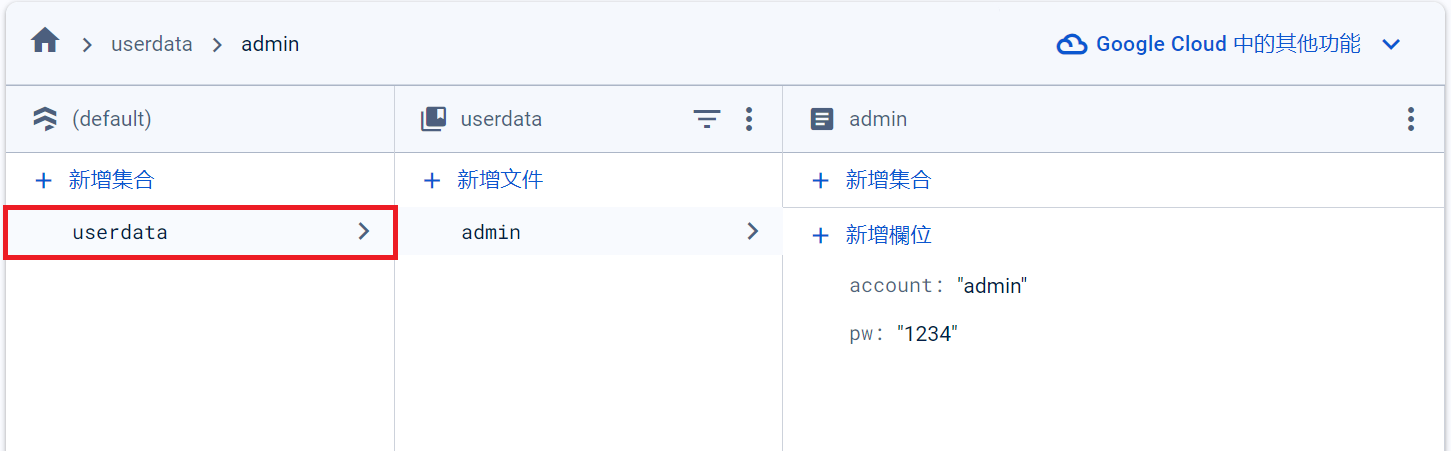 userdata
admin
Google Cloud 中的其他功能
(default)
userdata
admin
+ 新增集合
+ 新增文件
+ 新增集合
userdata
admin
+ 新增欄位
account: "admin"
pw: "1234"